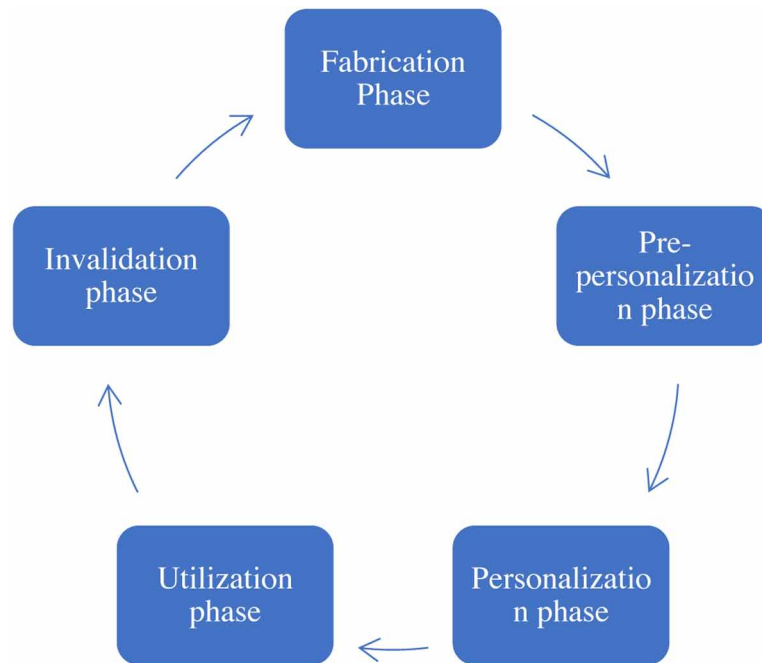 Fabrication
Phase
Pre-
personalizatio
n phase
Personalizatio
n phase
Utilization
phase
Invalidation
phase